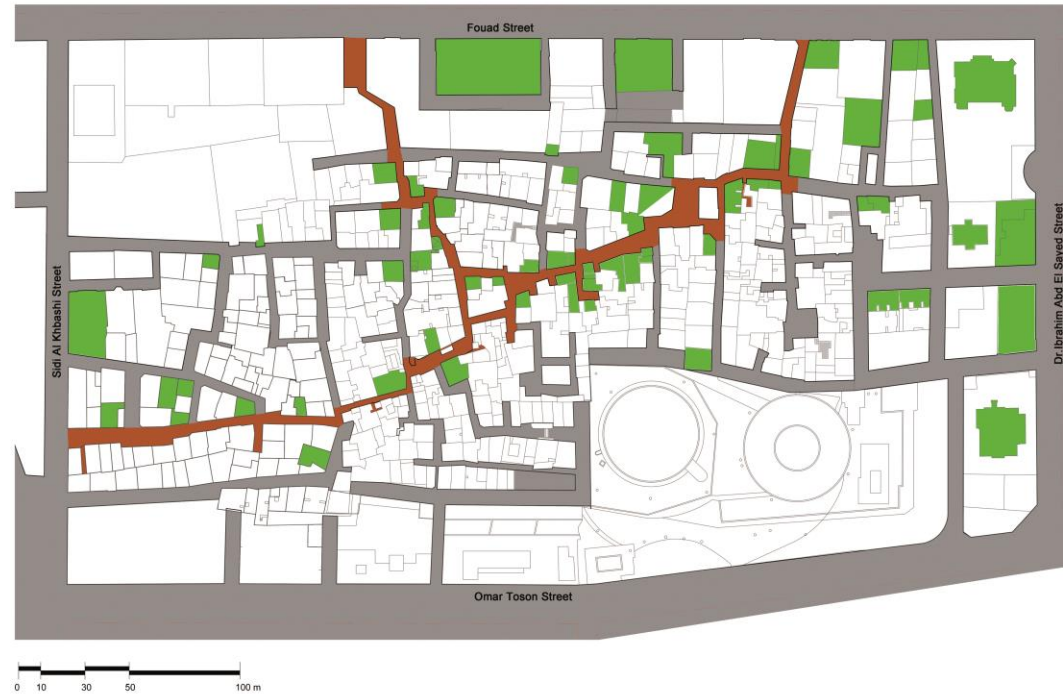 Fouad Street
Sidi Al Khbashi Street
Dr.Ibrahim Abd El Sayed Street
Omar Toson Street
0 10 30 50 100 m